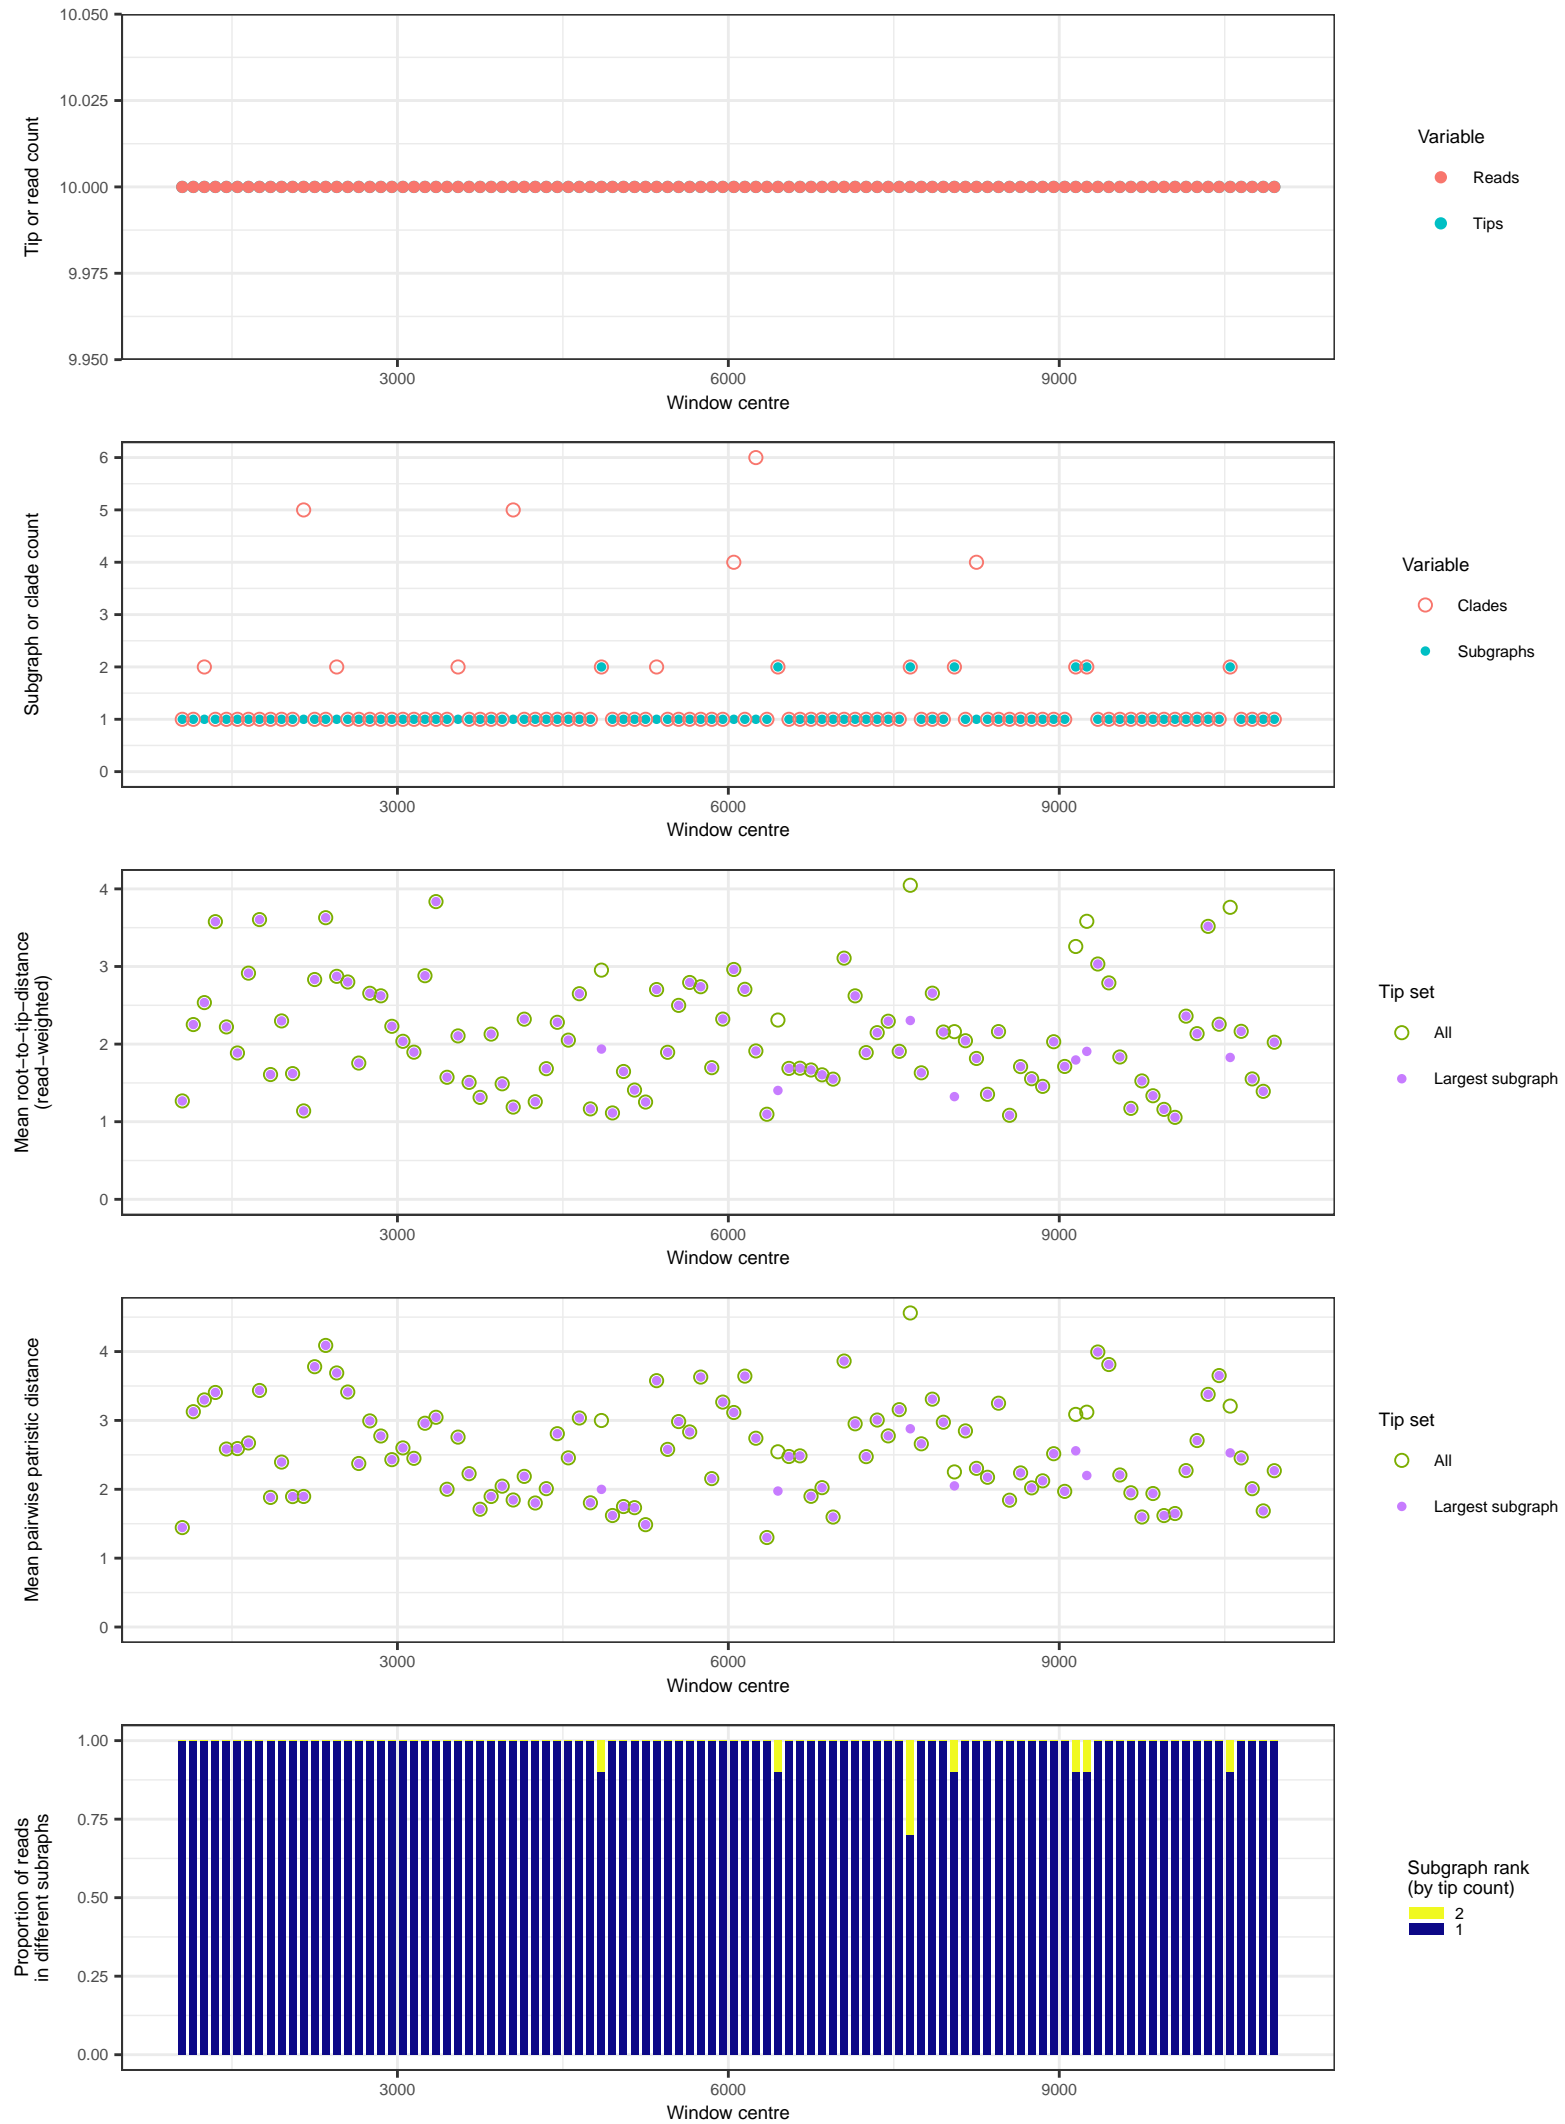 10.050
10.025
10.000
9.975
9.950
Tip or read count
3000 6000 9000
Window centre
Variable
Reads
Tips
6
5
4
3
2
1
0
Subgraph or clade count
3000 6000 9000
Window centre
Variable
Clades
Subgraphs
4
3
2
1
0
Mean root−to−tip−distance
(read−weighted)
3000 6000 9000
Window centre
Tip set
All
Largest subgraph
4
3
2
1
0
Mean pairwise patristic distance
3000 6000 9000
Window centre
Tip set
All
Largest subgraph
1.00
0.75
0.50
0.25
0.00
Proportion of reads
in different subraphs
3000 6000 9000
Window centre
Subgraph rank
(by tip count)
2
1